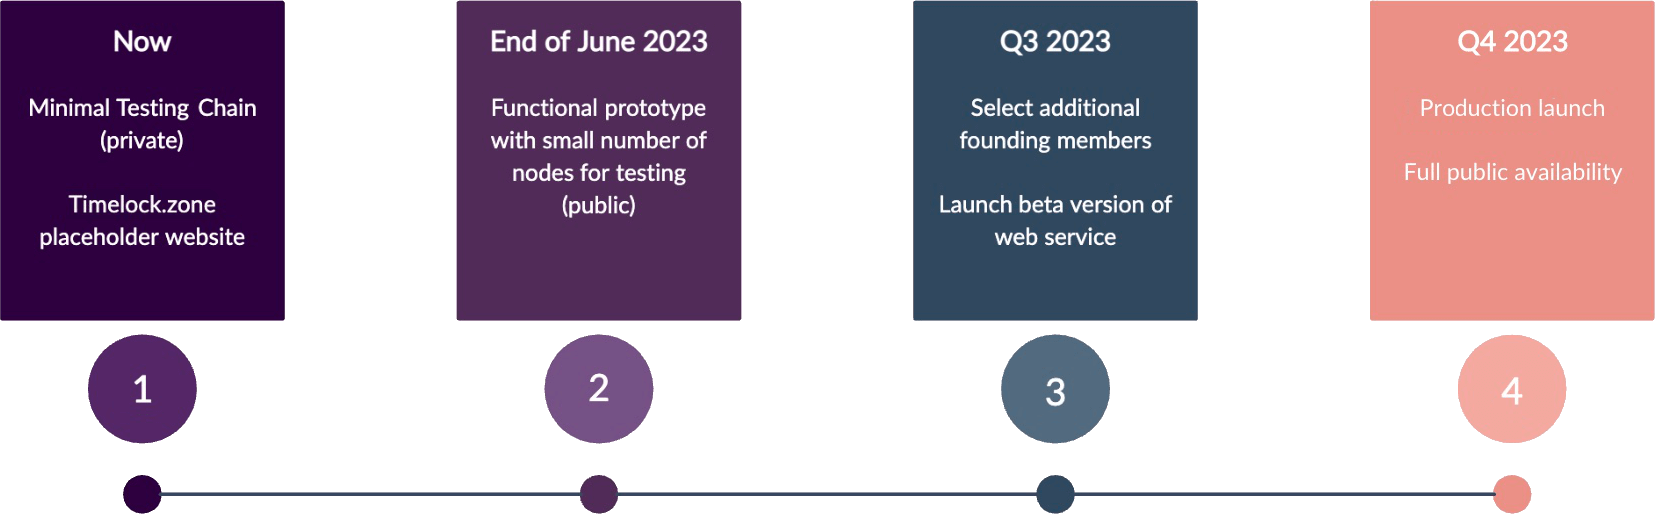 Now
Minimal Testing Chain
(private)
Timelock.zone
placeholder website
1
End of June 2023
Functional prototype
with small number of
nodes for testing
(public)
2
Q3 2023
Select additional
founding members
Launch beta version of
web service
3
Q4 2023
Production launch
Full public availability
4